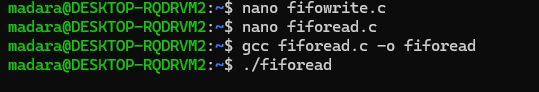 madara@DESKTOP-RQDRVM2:~$ nano fifowrite.c
madara@DESKTOP-RQDRVM2:~$ nano fiforead.c
madara@DESKTOP-RQDRVM2:~$ gcc fiforead.c -o fiforead
madara@DESKTOP-RQDRVM2:~$ ./fiforead